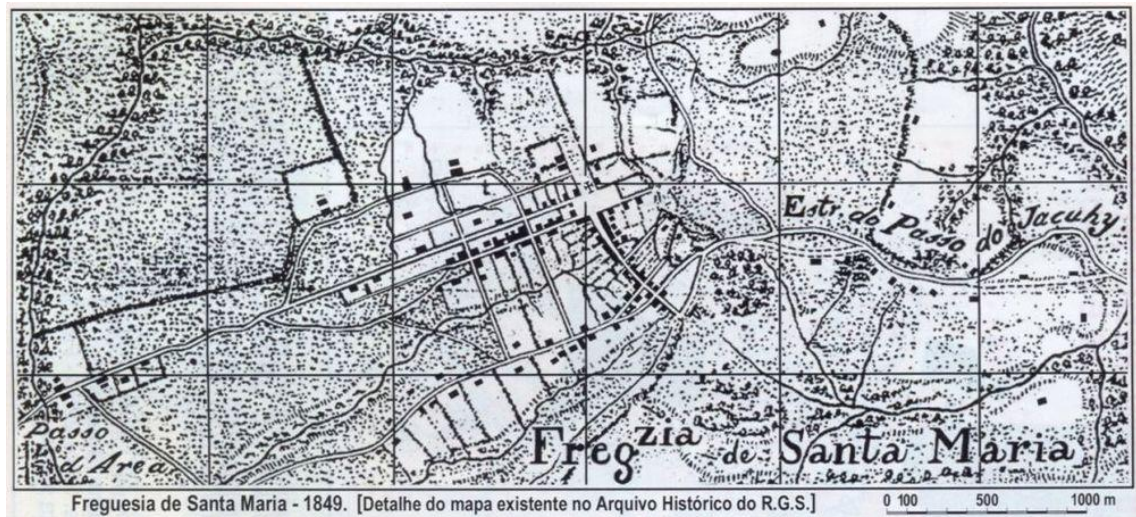 Estr. do Passo do Jacuhy
Passo
d'Area
Fregzia de Santa Maria
Freguesia de Santa Maria - 1849. [Detalhe do mapa existente no Arquivo Histórico do R.G.S.]
0 100 500 1000 m